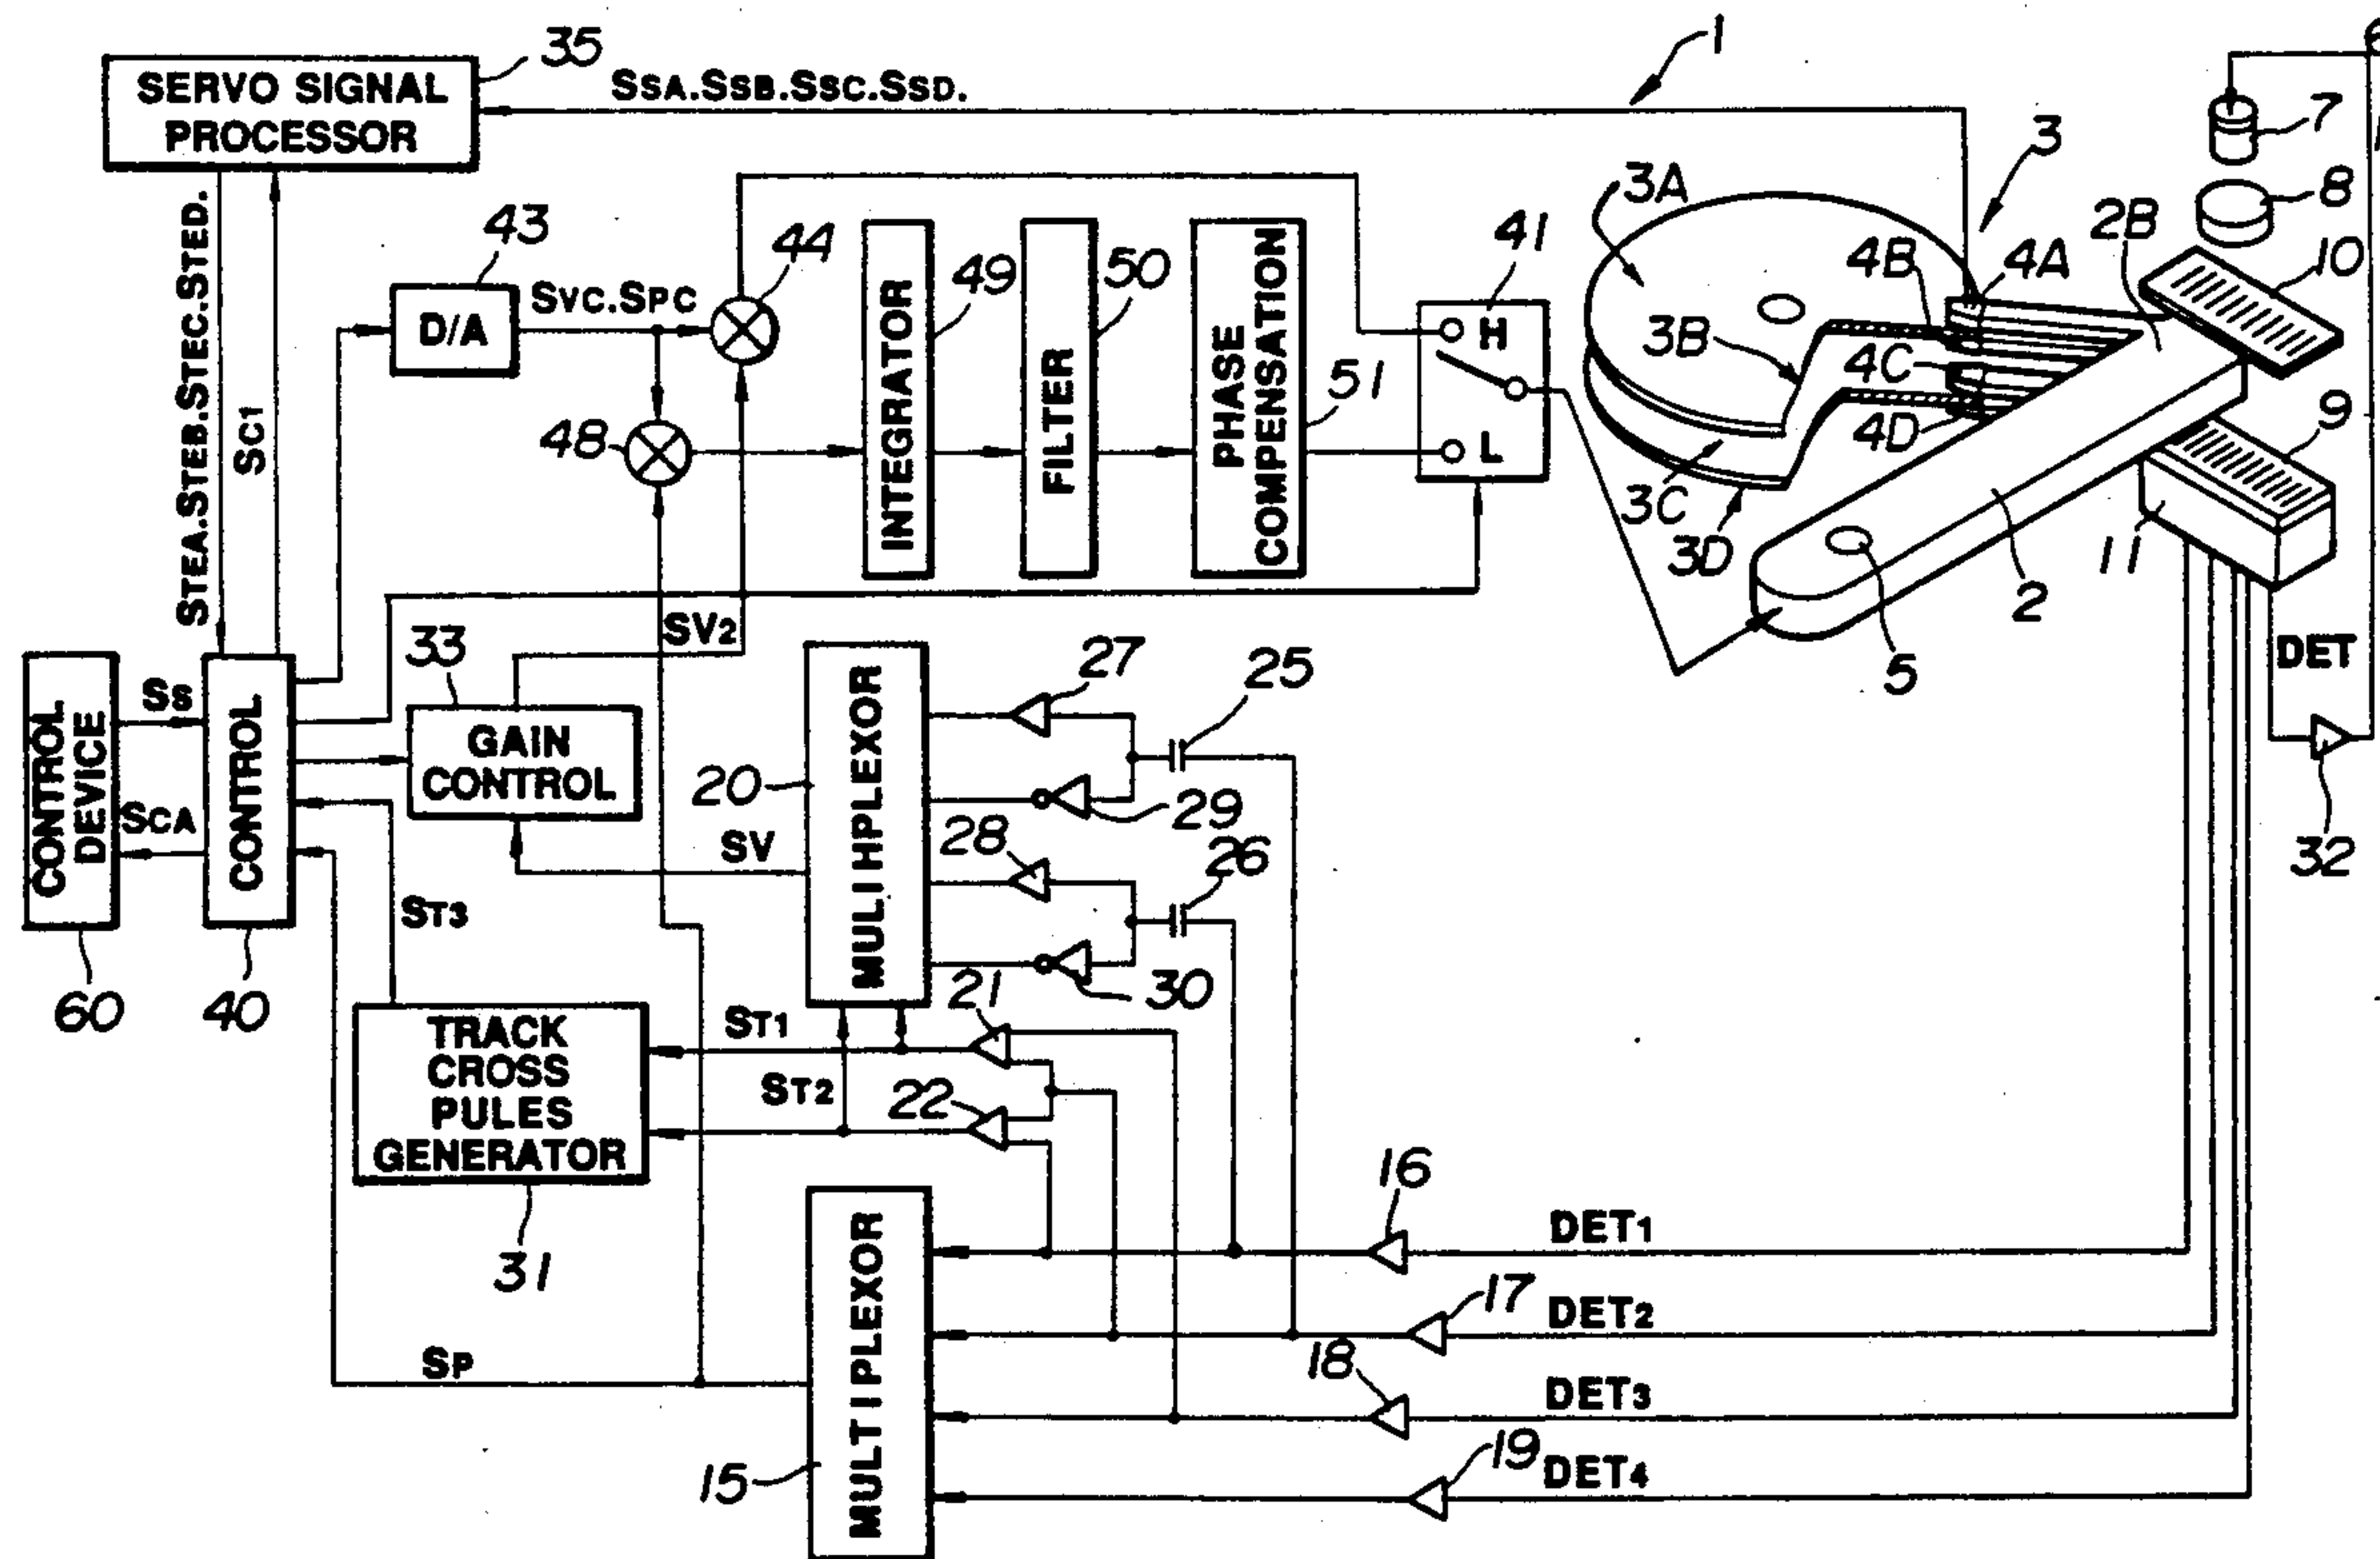 35
SERVO SIGNAL
PROCESSOR
SSA.SSB.SSC.SSD.
1
7
3
8
3A
2B
10
STEA.STEB.STEC.STED.
SC1
43
D/A
SVC.SPC
44
49
50
41
4B
4A
3B
H
4C
INTEGRATOR
FILTER
PHASE
COMPENSATION
51
48
L
4D
9
3C
3D
11
2
5
SV2
33
27
25
DET
CONTROL
DEVICE
SS
CONTROL
GAIN
CONTROL
MULIHPLEXOR
20
29
SCA
28
26
32
SV
ST3
60
40
21
30
TRACK
CROSS
PULES
GENERATOR
ST1
ST2
22
31
16
DET1
17
DET2
MULTIPLEXOR
SP
18
DET3
15
19
DET4